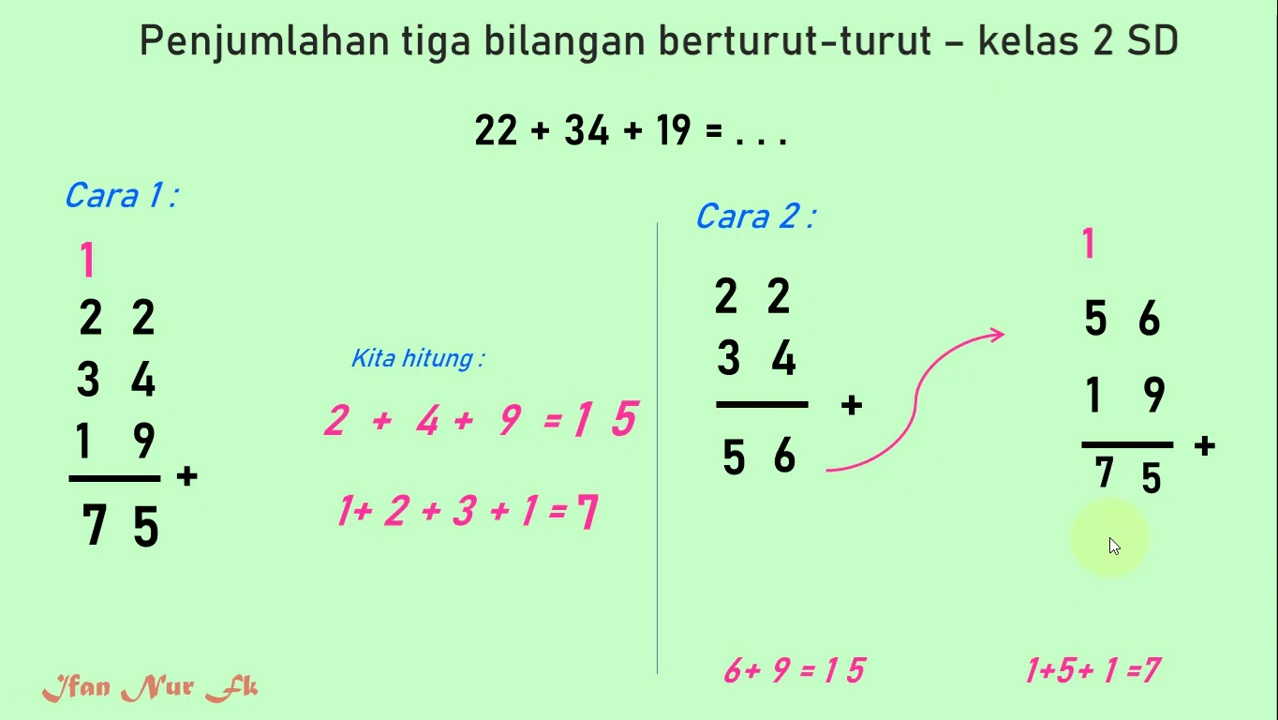 Penjumlahan tiga bilangan berturut-turut – kelas 2 SD
22 + 34 + 19 = . . .
Cara 1 :
1
2 2
3 4
1 9
+
7 5
Kita hitung :
2 + 4 + 9 = 1 5
1+ 2 + 3 + 1 = 7
Cara 2 :
2 2
3 4
+
5 6
1
5 6
1 9
+
7 5
6+ 9 = 1 5
1+5+ 1 =7
Ifan Nur Fk